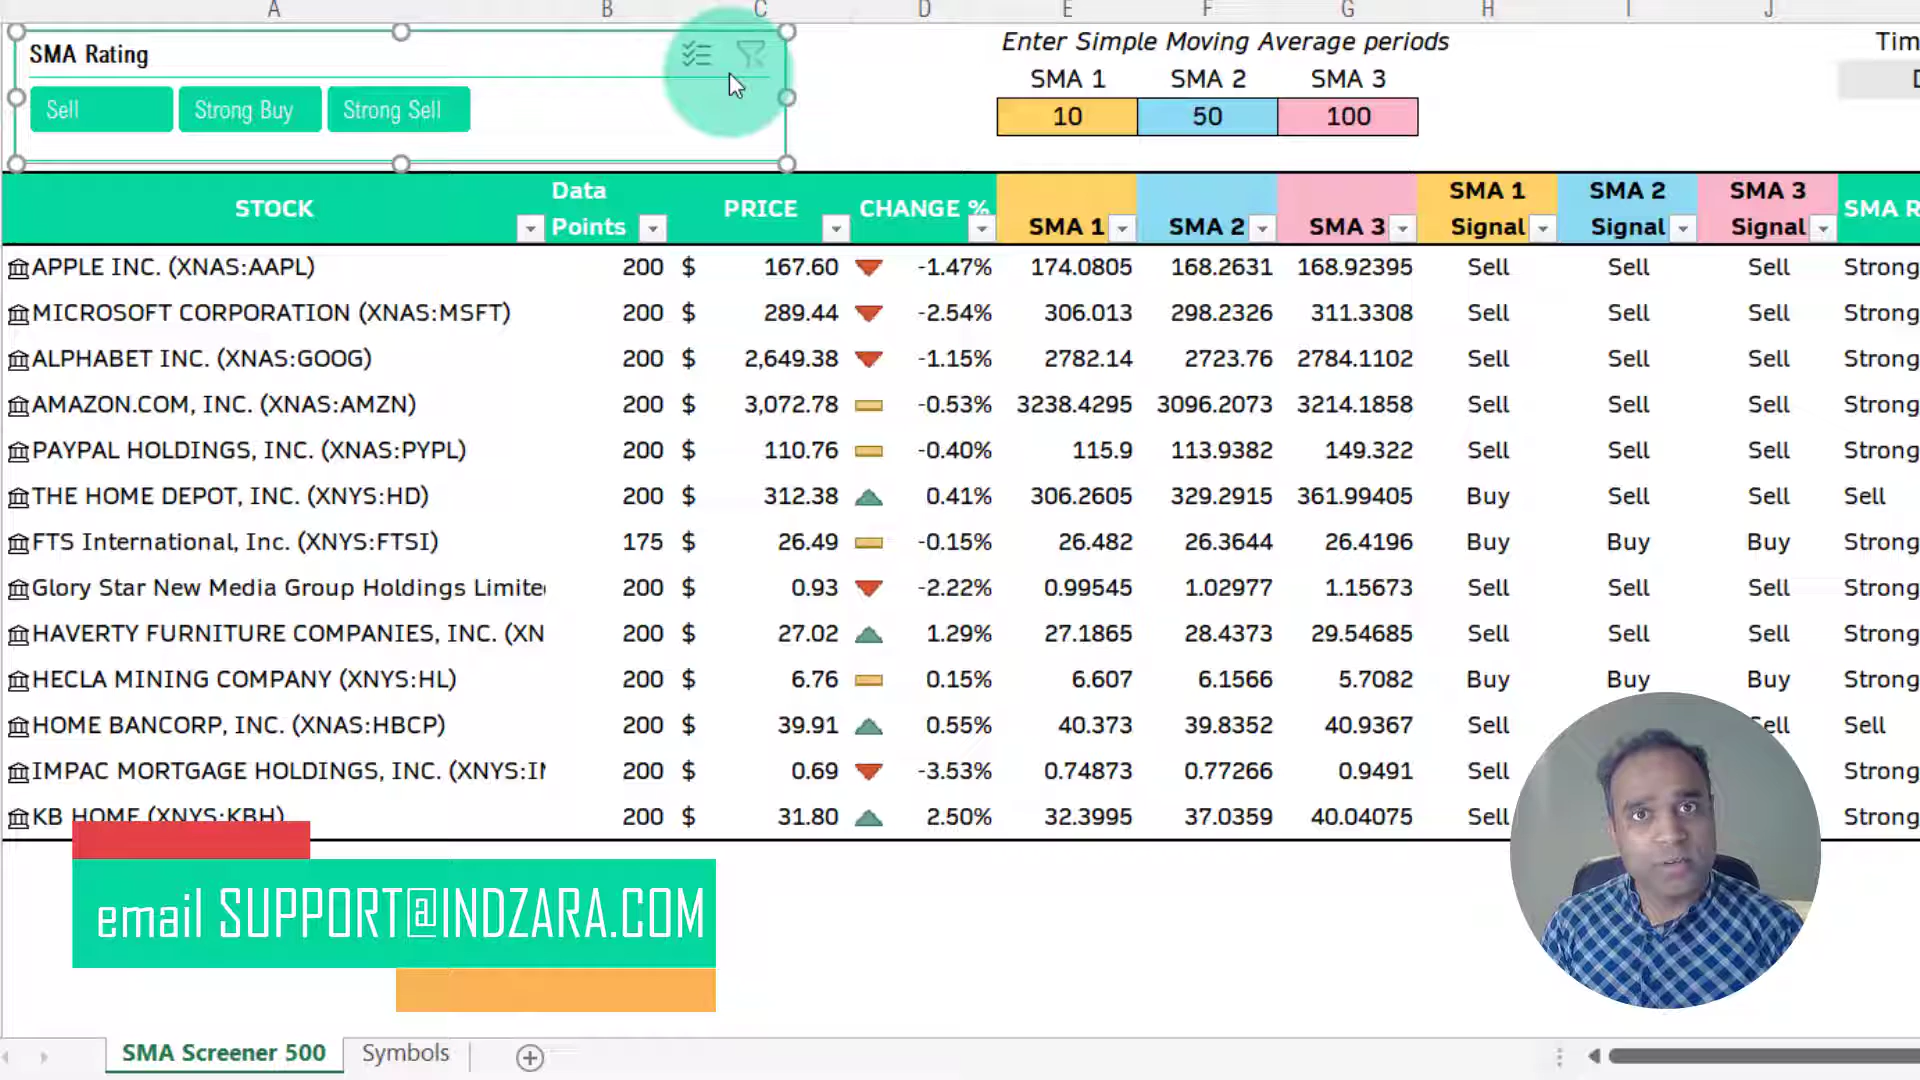 A B C D E F G H I J
SMA Rating
Sell Strong Buy Strong Sell
Enter Simple Moving Average periods
SMA 1 SMA 2 SMA 3
10 50 100
Tim
D
STOCK Data Points PRICE CHANGE % SMA 1 SMA 2 SMA 3 SMA 1 Signal SMA 2 Signal SMA 3 Signal SMA R
APPLE INC. (XNAS:AAPL) 200 $ 167.60 -1.47% 174.0805 168.2631 168.92395 Sell Sell Sell Strong
MICROSOFT CORPORATION (XNAS:MSFT) 200 $ 289.44 -2.54% 306.013 298.2326 311.3308 Sell Sell Sell Strong
ALPHABET INC. (XNAS:GOOG) 200 $ 2,649.38 -1.15% 2782.14 2723.76 2784.1102 Sell Sell Sell Strong
AMAZON.COM, INC. (XNAS:AMZN) 200 $ 3,072.78 -0.53% 3238.4295 3096.2073 3214.1858 Sell Sell Sell Strong
PAYPAL HOLDINGS, INC. (XNAS:PYPL) 200 $ 110.76 -0.40% 115.9 113.9382 149.322 Sell Sell Sell Strong
THE HOME DEPOT, INC. (XNYS:HD) 200 $ 312.38 0.41% 306.2605 329.2915 361.99405 Buy Sell Sell Sell
FTS International, Inc. (XNYS:FTSI) 175 $ 26.49 -0.15% 26.482 26.3644 26.4196 Buy Buy Buy Strong
Glory Star New Media Group Holdings Limite 200 $ 0.93 -2.22% 0.99545 1.02977 1.15673 Sell Sell Sell Strong
HAVERTY FURNITURE COMPANIES, INC. (XN 200 $ 27.02 1.29% 27.1865 28.4373 29.54685 Sell Sell Sell Strong
HECLA MINING COMPANY (XNYS:HL) 200 $ 6.76 0.15% 6.607 6.1566 5.7082 Buy Buy Buy Strong
HOME BANCORP, INC. (XNAS:HBCP) 200 $ 39.91 0.55% 40.373 39.8352 40.9367 Sell Sell Sell
IMPAC MORTGAGE HOLDINGS, INC. (XNYS:IM 200 $ 0.69 -3.53% 0.74873 0.77266 0.9491 Sell Strong
KB HOME (XNYS:KBH) 200 $ 31.80 2.50% 32.3995 37.0359 40.04075 Sell Strong
email SUPPORT@INDZARA.COM
SMA Screener 500 Symbols